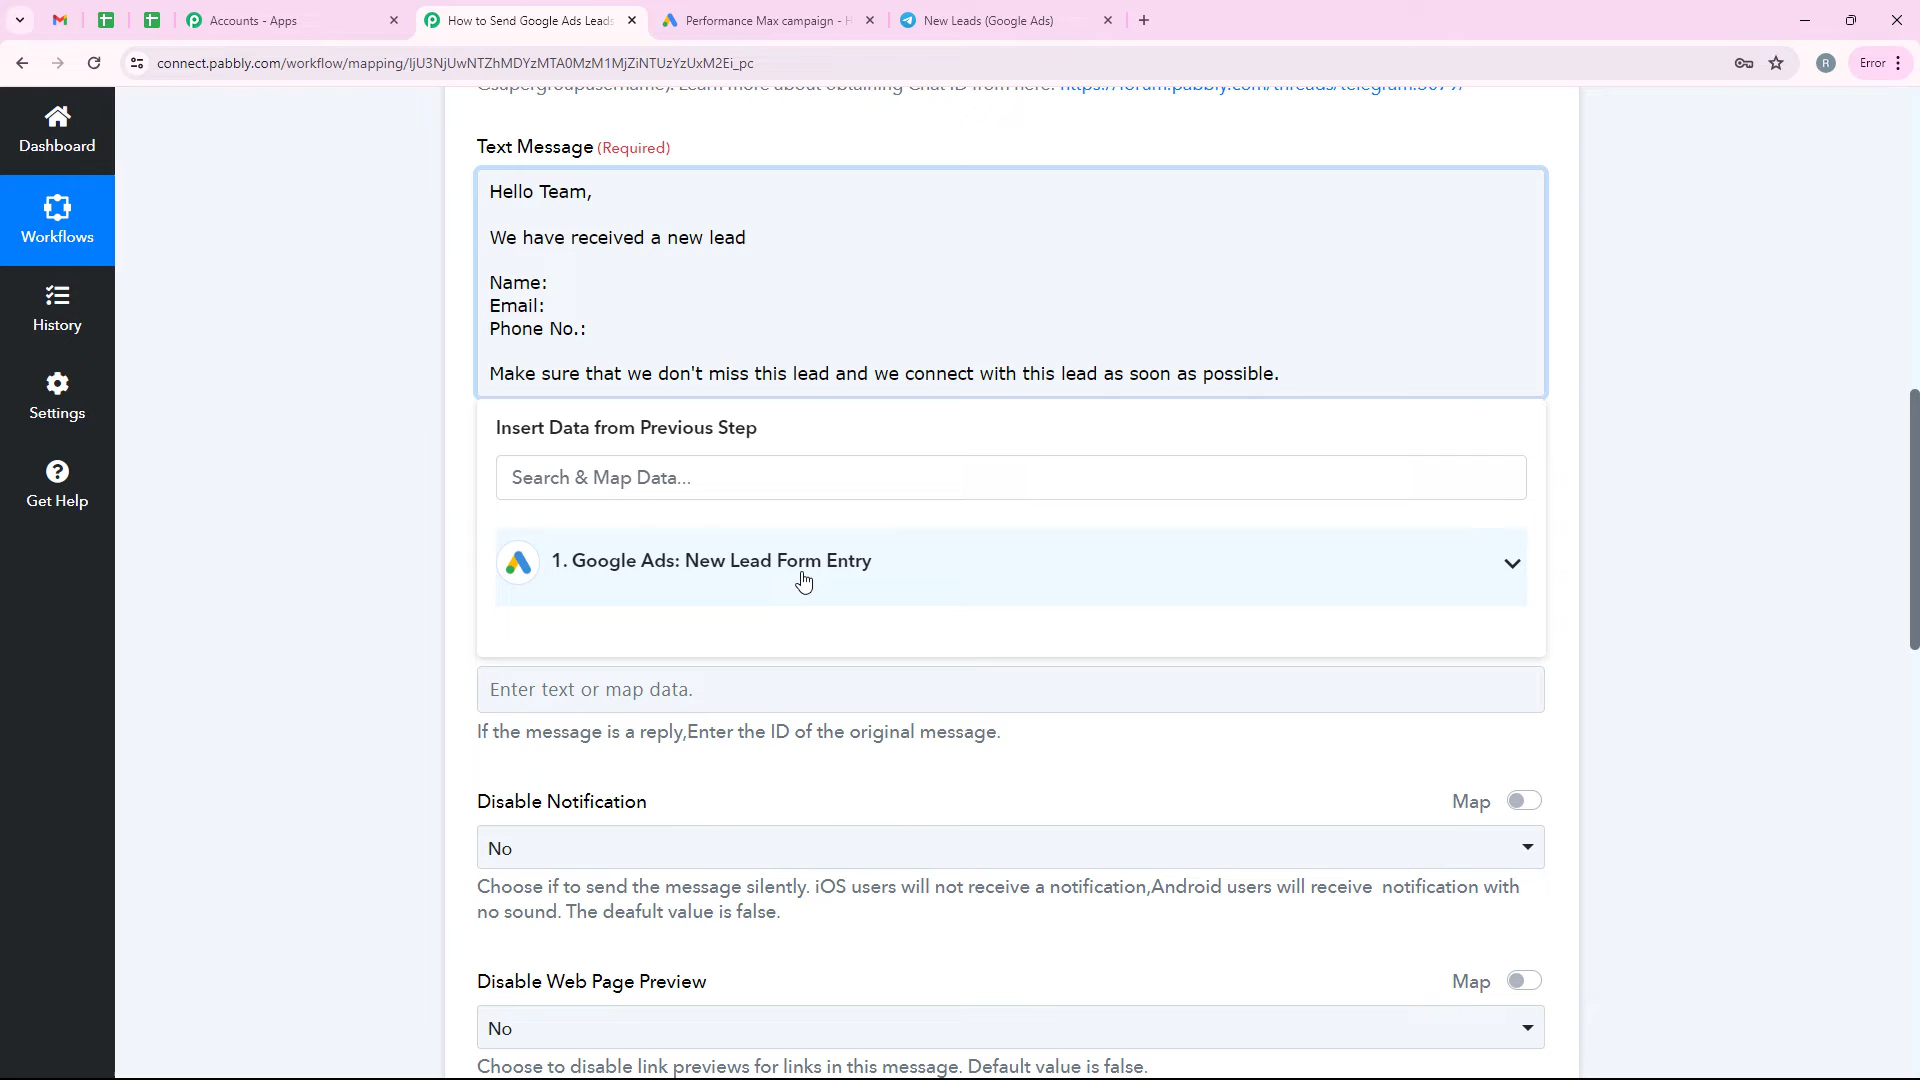 Accounts - Apps
How to Send Google Ads Leads
Performance Max campaign - H
New Leads (Google Ads)
connect.pabbly.com/workflow/mapping/IjU3NjUwNTZhMDYzMTA0MzM1MjZiNTUzYzUxM2Ei_pc
R
Error
Dashboard
Workflows
History
Settings
Get Help
@supergroupusername). Learn more about obtaining Chat ID from here: https://forum.pabbly.com/threads/telegram.5679/
Text Message (Required)
Hello Team,
We have received a new lead
Name:
Email:
Phone No.:
Make sure that we don't miss this lead and we connect with this lead as soon as possible.
Insert Data from Previous Step
Search & Map Data...
1. Google Ads: New Lead Form Entry
Enter text or map data.
If the message is a reply,Enter the ID of the original message.
Disable Notification
Map
No
Choose if to send the message silently. iOS users will not receive a notification,Android users will receive notification with
no sound. The deafult value is false.
Disable Web Page Preview
Map
No
Choose to disable link previews for links in this message. Default value is false.